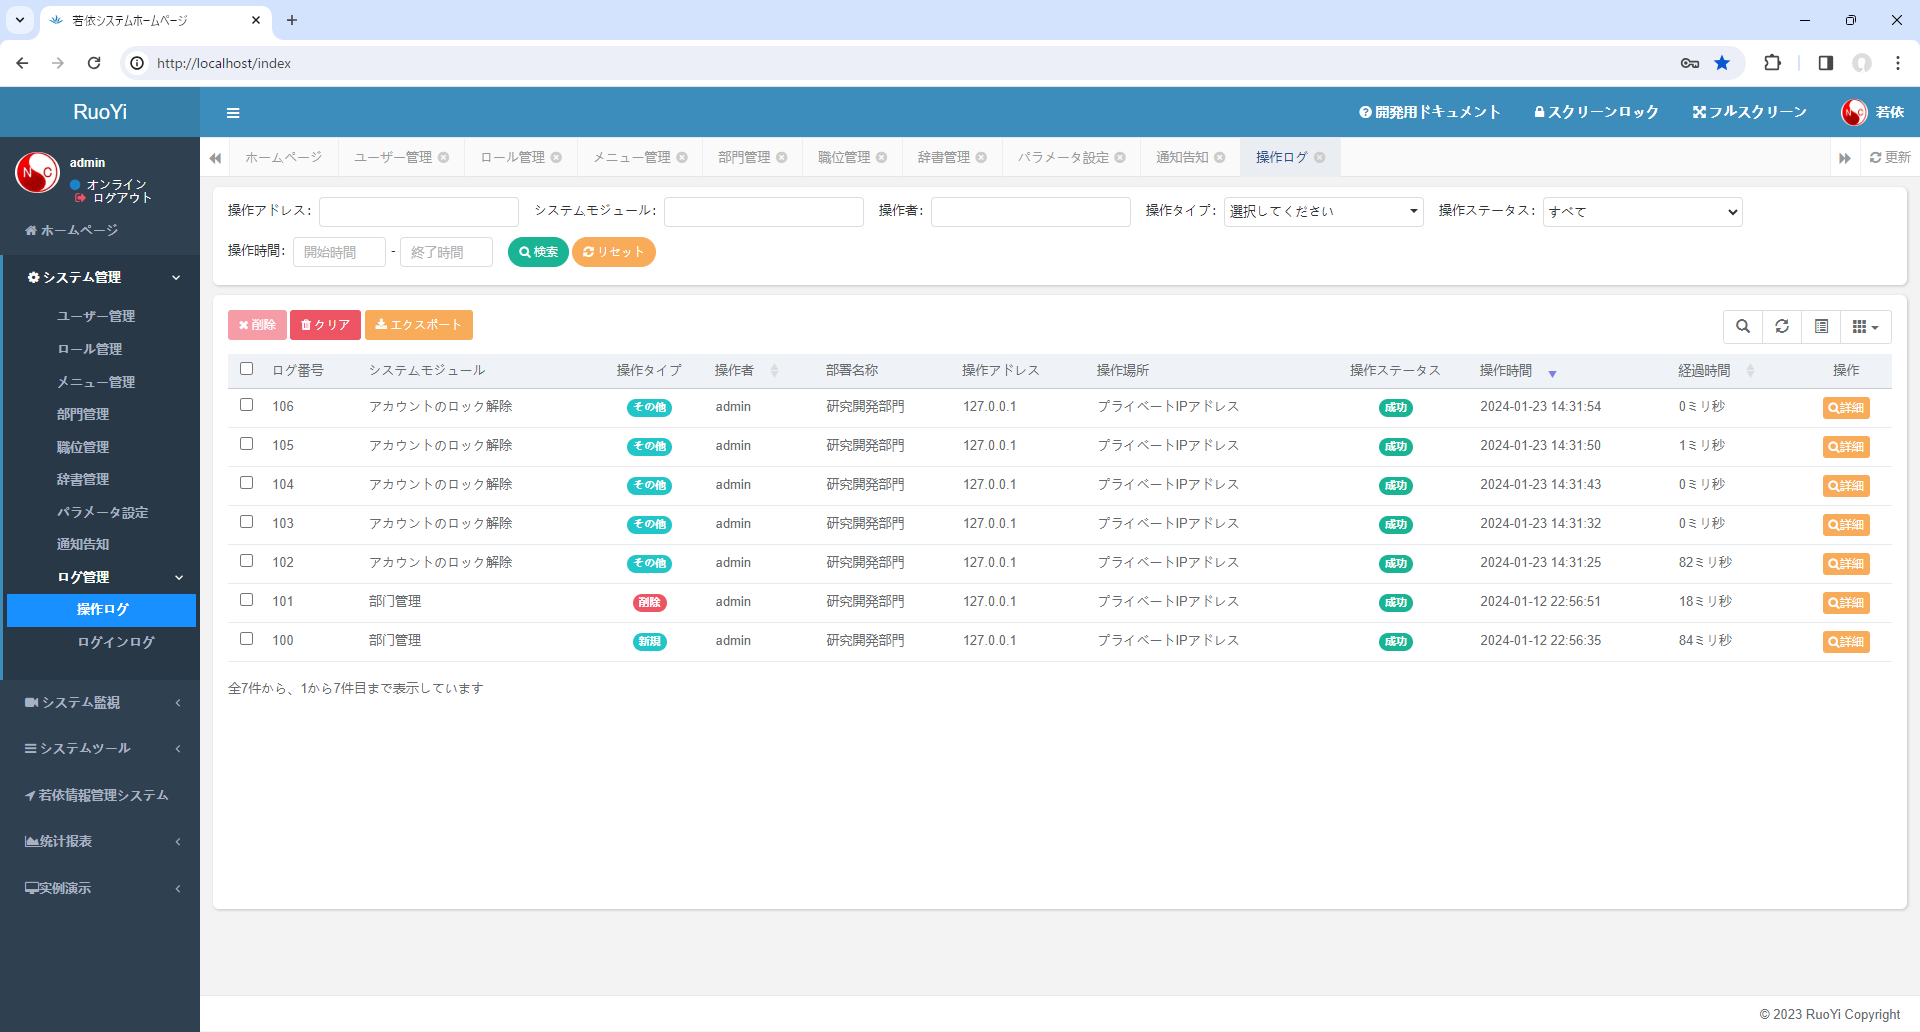 若依システムホームページ
http://localhost/index
RuoYi
開発用ドキュメント スクリーンロック フルスクリーン 若依
admin
オンライン
ログアウト
ホームページ ユーザー管理 ロール管理 メニュー管理 部門管理 職位管理 辞書管理 パラメータ設定 通知告知 操作ログ 更新
ホームページ
システム管理
ユーザー管理
ロール管理
メニュー管理
部門管理
職位管理
辞書管理
パラメータ設定
通知告知
ログ管理
操作ログ
ログインログ
システム監視
システムツール
若依情報管理システム
统计报表
实例演示
操作アドレス: システムモジュール: 操作者: 操作タイプ: 選択してください 操作ステータス: すべて
操作時間: 開始時間 - 終了時間 検索 リセット
削除 クリア エクスポート
ログ番号 システムモジュール 操作タイプ 操作者 部署名称 操作アドレス 操作場所 操作ステータス 操作時間 経過時間 操作
106 アカウントのロック解除 その他 admin 研究開発部門 127.0.0.1 プライベートIPアドレス 成功 2024-01-23 14:31:54 0ミリ秒 詳細
105 アカウントのロック解除 その他 admin 研究開発部門 127.0.0.1 プライベートIPアドレス 成功 2024-01-23 14:31:50 1ミリ秒 詳細
104 アカウントのロック解除 その他 admin 研究開発部門 127.0.0.1 プライベートIPアドレス 成功 2024-01-23 14:31:43 0ミリ秒 詳細
103 アカウントのロック解除 その他 admin 研究開発部門 127.0.0.1 プライベートIPアドレス 成功 2024-01-23 14:31:32 0ミリ秒 詳細
102 アカウントのロック解除 その他 admin 研究開発部門 127.0.0.1 プライベートIPアドレス 成功 2024-01-23 14:31:25 82ミリ秒 詳細
101 部门管理 削除 admin 研究開発部門 127.0.0.1 プライベートIPアドレス 成功 2024-01-12 22:56:51 18ミリ秒 詳細
100 部门管理 新規 admin 研究開発部門 127.0.0.1 プライベートIPアドレス 成功 2024-01-12 22:56:35 84ミリ秒 詳細
全7件から、1から7件目まで表示しています
© 2023 RuoYi Copyright